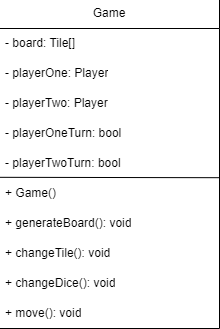 Game
- board: Tile[]
- playerOne: Player
- playerTwo: Player
- playerOneTurn: bool
- playerTwoTurn: bool
+ Game()
+ generateBoard(): void
+ changeTile(): void
+ changeDice(): void
+ move(): void